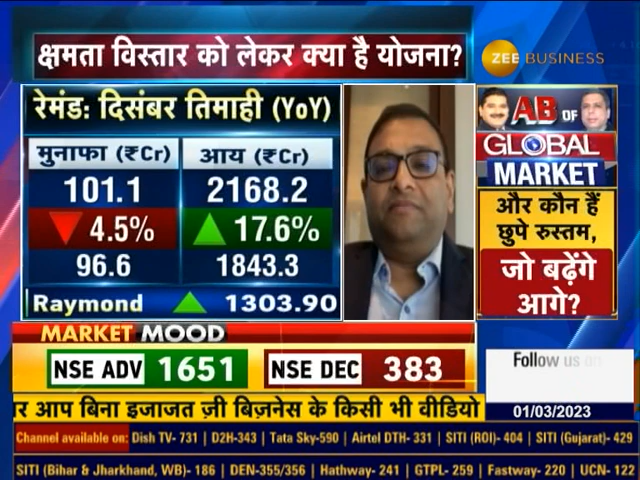 क्षमता विस्तार को लेकर क्या है योजना?
ZEE BUSINESS
रेमंड: दिसंबर तिमाही (YoY)
मुनाफा (₹Cr) आय (₹Cr)
101.1 2168.2
4.5% 17.6%
96.6 1843.3
Raymond 1303.90
AB OF
GLOBAL
MARKET
और कौन हैं
छुपे रुस्तम,
जो बढ़ेंगे
आगे?
MARKET MOOD
NSE ADV 1651 NSE DEC 383
Follow us on
र आप बिना इजाजत ज़ी बिज़नेस के किसी भी वीडियो
01/03/2023
Channel available on: Dish TV- 731 | D2H-343 | Tata Sky-590 | Airtel DTH- 331 | SITI (ROI)- 404 | SITI (Gujarat)- 429
SITI (Bihar & Jharkhand, WB)- 186 | DEN-355/356 | Hathway- 241 | GTPL- 259 | Fastway- 220 | UCN- 122